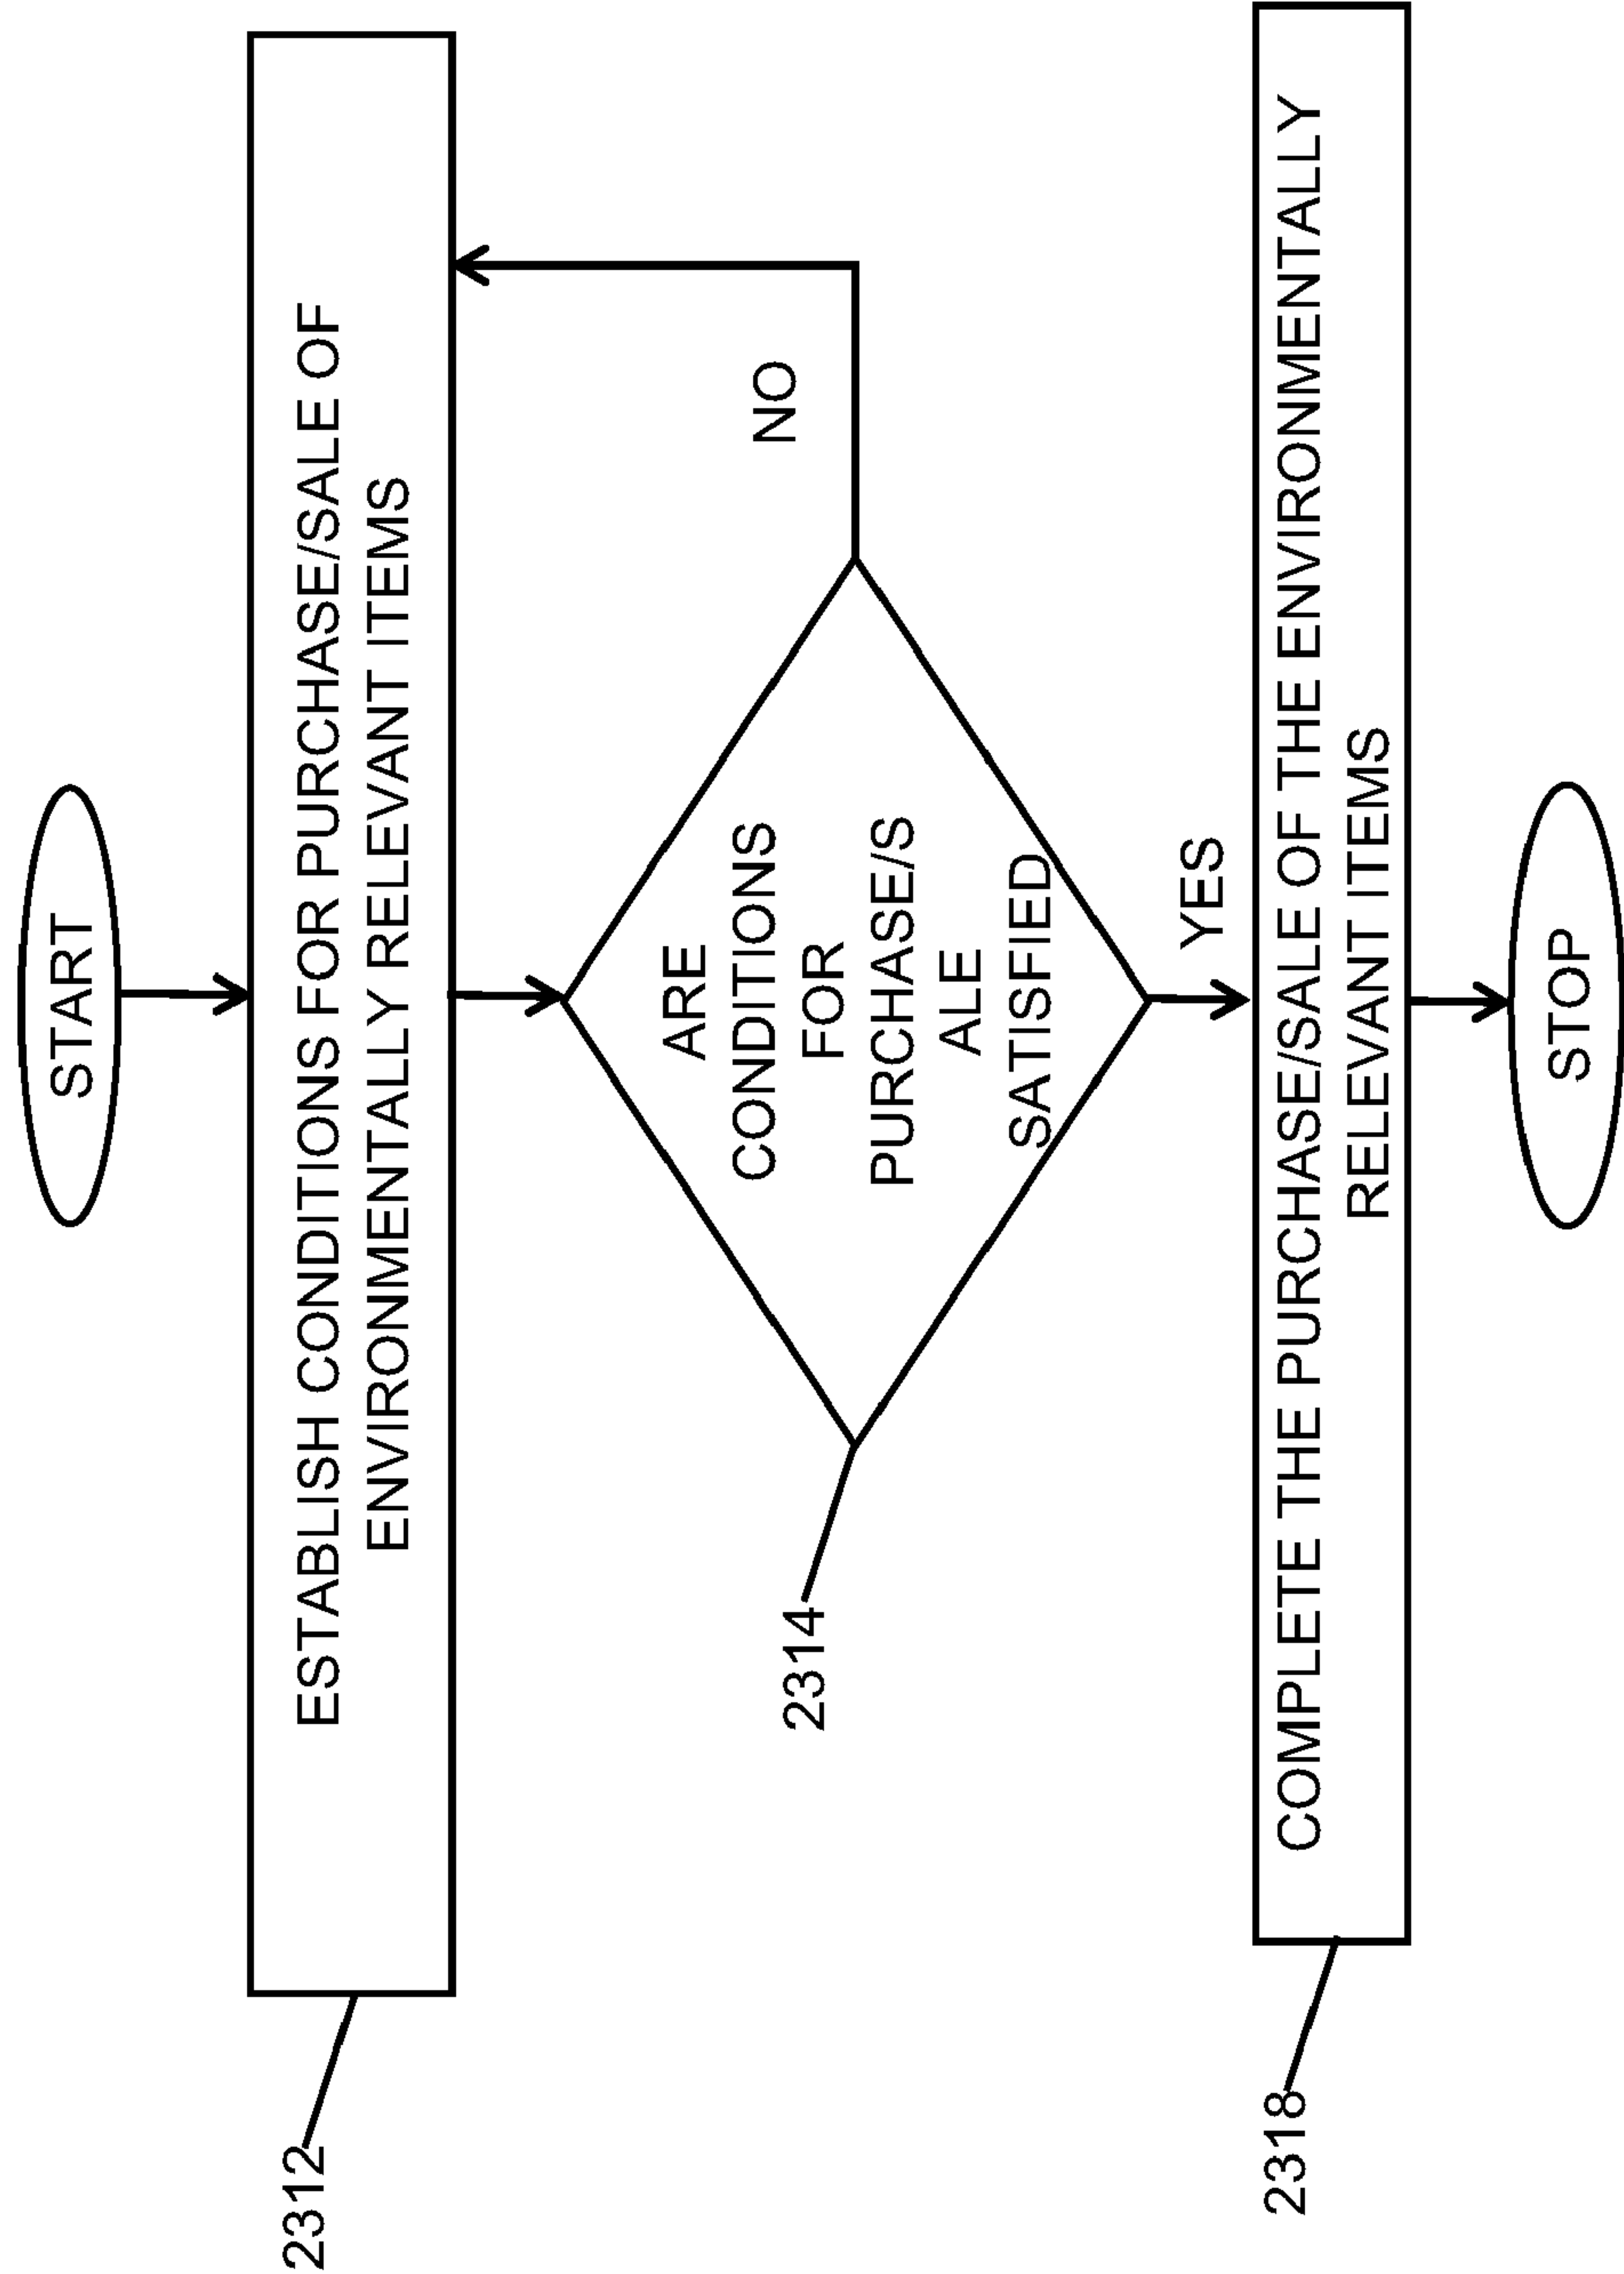 START
2312
ESTABLISH CONDITIONS FOR PURCHASE/SALE OF
ENVIRONMENTALLY RELEVANT ITEMS
2314
ARE
CONDITIONS
FOR
PURCHASE/S
ALE
SATISFIED
NO
YES
2318
COMPLETE THE PURCHASE/SALE OF THE ENVIRONMENTALLY
RELEVANT ITEMS
STOP